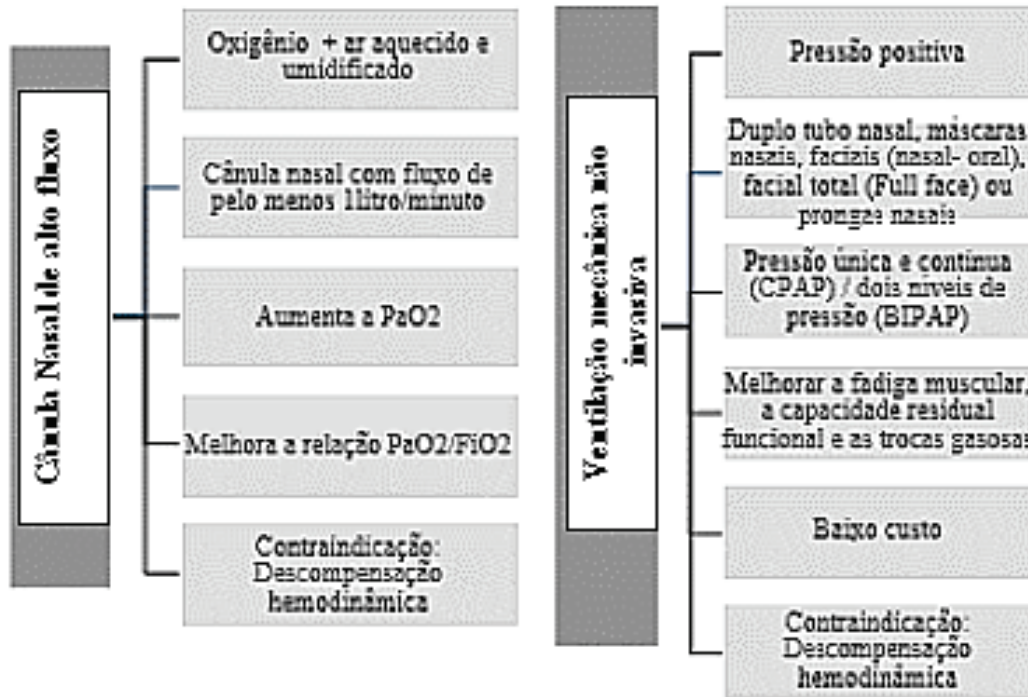 Cânula Nasal de alto fluxo
Oxigênio + ar aquecido e
umidificado
Cânula nasal com fluxo de
pelo menos 1litro/minuto
Aumenta a PaO2
Melhora a relação PaO2/FiO2
Contraindicação:
Descompensação
hemodinâmica
Ventilação mecânica não
invasiva
Pressão positiva
Duplo tubo nasal, máscaras
nasais, faciais (nasal- oral),
facial total (Full face) ou
prongas nasais
Pressão única e contínua
(CPAP) / dois níveis de
pressão (BIPAP)
Melhorar a fadiga muscular,
a capacidade residual
funcional e as trocas gasosas
Baixo custo
Contraindicação:
Descompensação
hemodinâmica